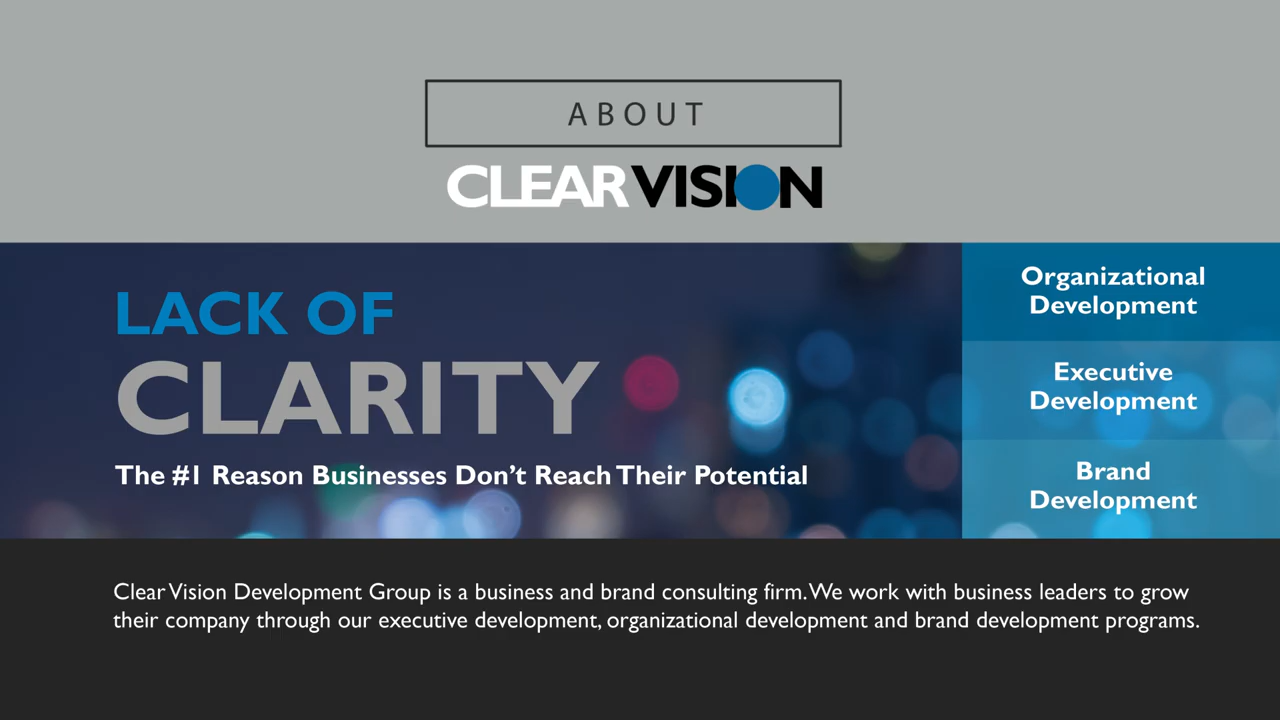 ABOUT
CLEAR VISION
LACK OF
CLARITY
The #1 Reason Businesses Don't Reach Their Potential
Organizational
Development
Executive
Development
Brand
Development
Clear Vision Development Group is a business and brand consulting firm. We work with business leaders to grow
their company through our executive development, organizational development and brand development programs.